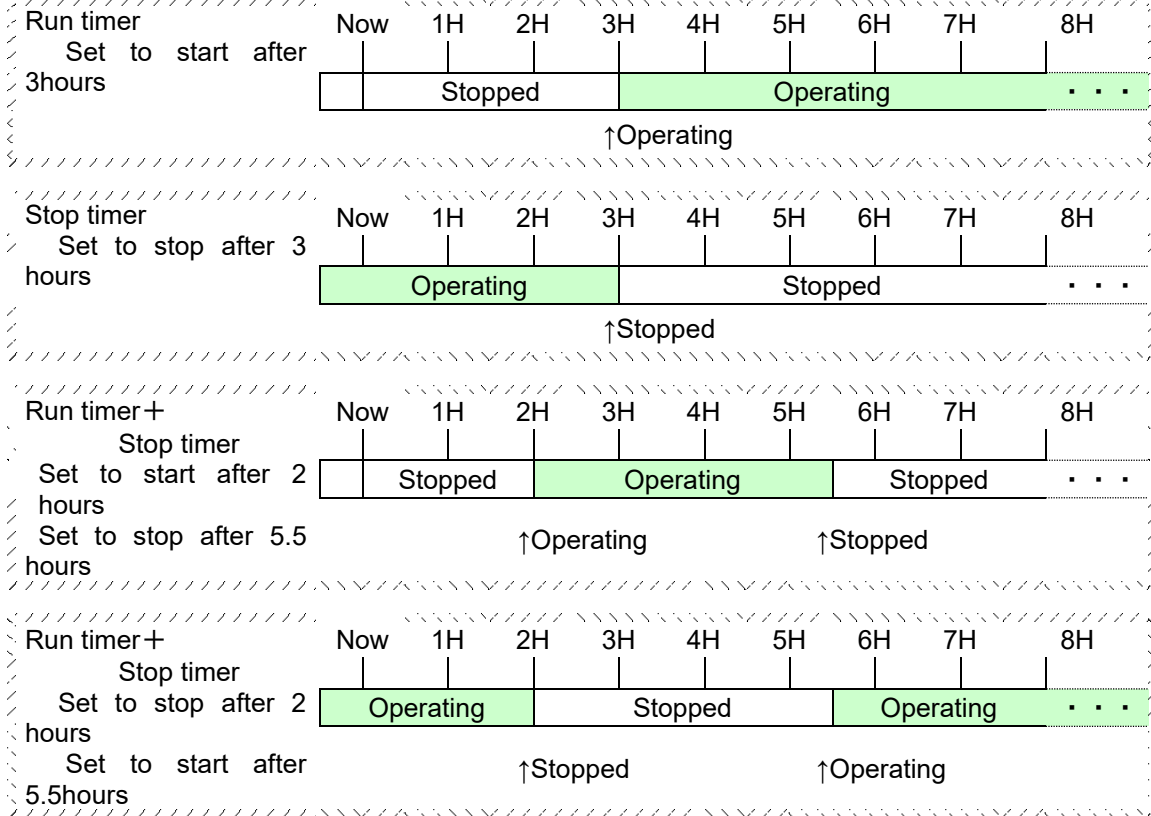 Run timer
Set to start after
3hours
Now 1H 2H 3H 4H 5H 6H 7H 8H
Stopped Operating ・・・
↑Operating
Stop timer
Set to stop after 3
hours
Now 1H 2H 3H 4H 5H 6H 7H 8H
Operating Stopped ・・・
↑Stopped
Run timer＋
Stop timer
Set to start after 2
hours
Set to stop after 5.5
hours
Now 1H 2H 3H 4H 5H 6H 7H 8H
Stopped Operating Stopped ・・・
↑Operating ↑Stopped
Run timer＋
Stop timer
Set to stop after 2
hours
Set to start after
5.5hours
Now 1H 2H 3H 4H 5H 6H 7H 8H
Operating Stopped Operating ・・・
↑Stopped ↑Operating